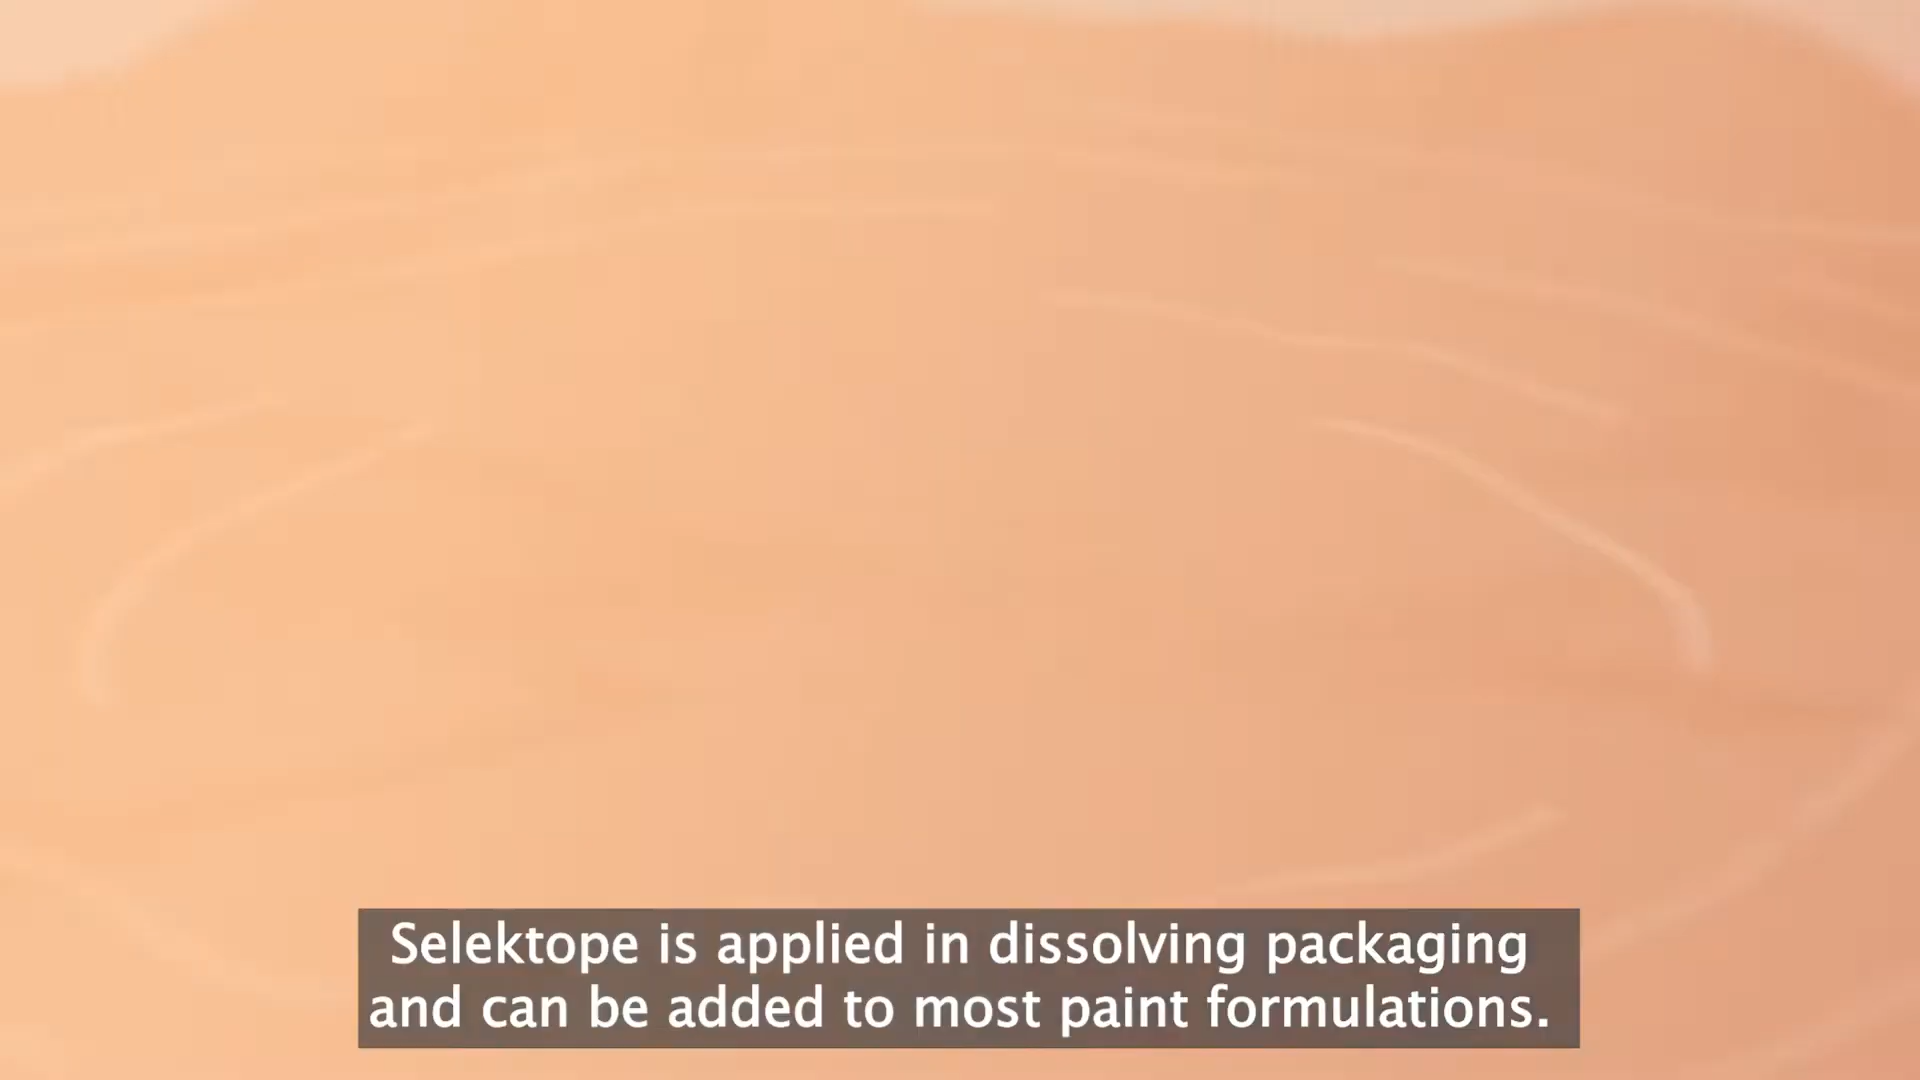 Selektope is applied in dissolving packaging
and can be added to most paint formulations.